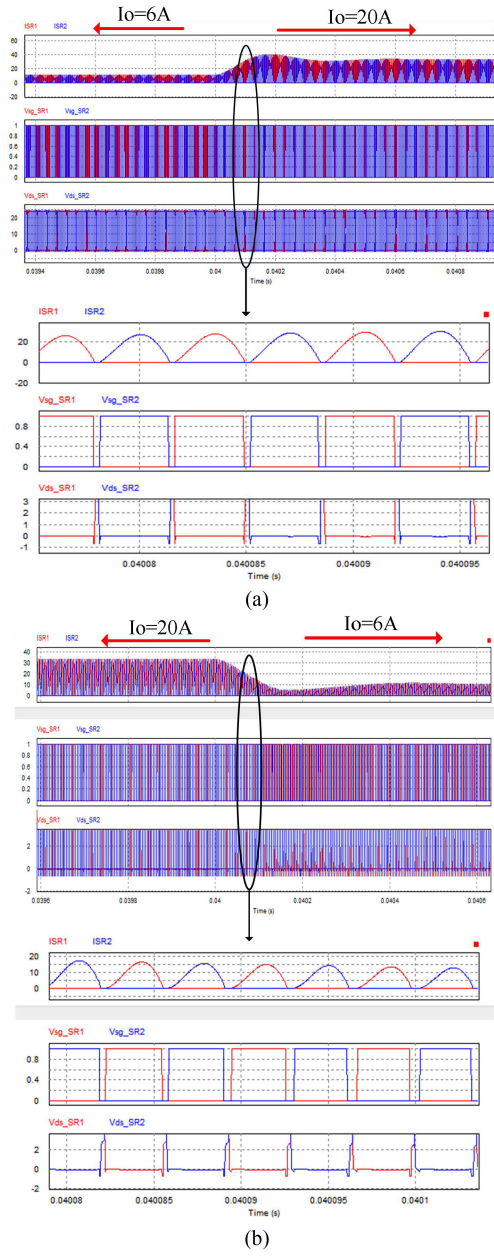 Io=6A Io=20A
ISR1 ISR2
60
40
20
0
20
Vsg_SR1 Vsg_SR2
1
0.8
0.6
0.4
0.2
0
Vds_SR1 Vds_SR2
20
10
0
0.0394 0.0396 0.0398 0.04 0.0402 0.0404 0.0406 0.0408
Time (s)
ISR1 ISR2
20
0
-20
Vsg_SR1 Vsg_SR2
0.8
0.4
0
Vds_SR1 Vds_SR2
3
2
1
0
-1
0.04008 0.040085 0.04009 0.040095
Time (s)
(a)
Io=20A Io=6A
ISR1 ISR2
40
30
20
10
0
Vsg_SR1 Vsg_SR2
1
0.8
0.6
0.4
0.2
0
Vds_SR1 Vds_SR2
2
0
-2
0.0396 0.0398 0.04 0.0402 0.0404 0.0406
Time (s)
ISR1 ISR2
20
10
0
Vsg_SR1 Vsg_SR2
0.8
0.4
0
Vds_SR1 Vds_SR2
2
0
-2
0.04008 0.040085 0.04009 0.040095 0.0401
Time (s)
(b)